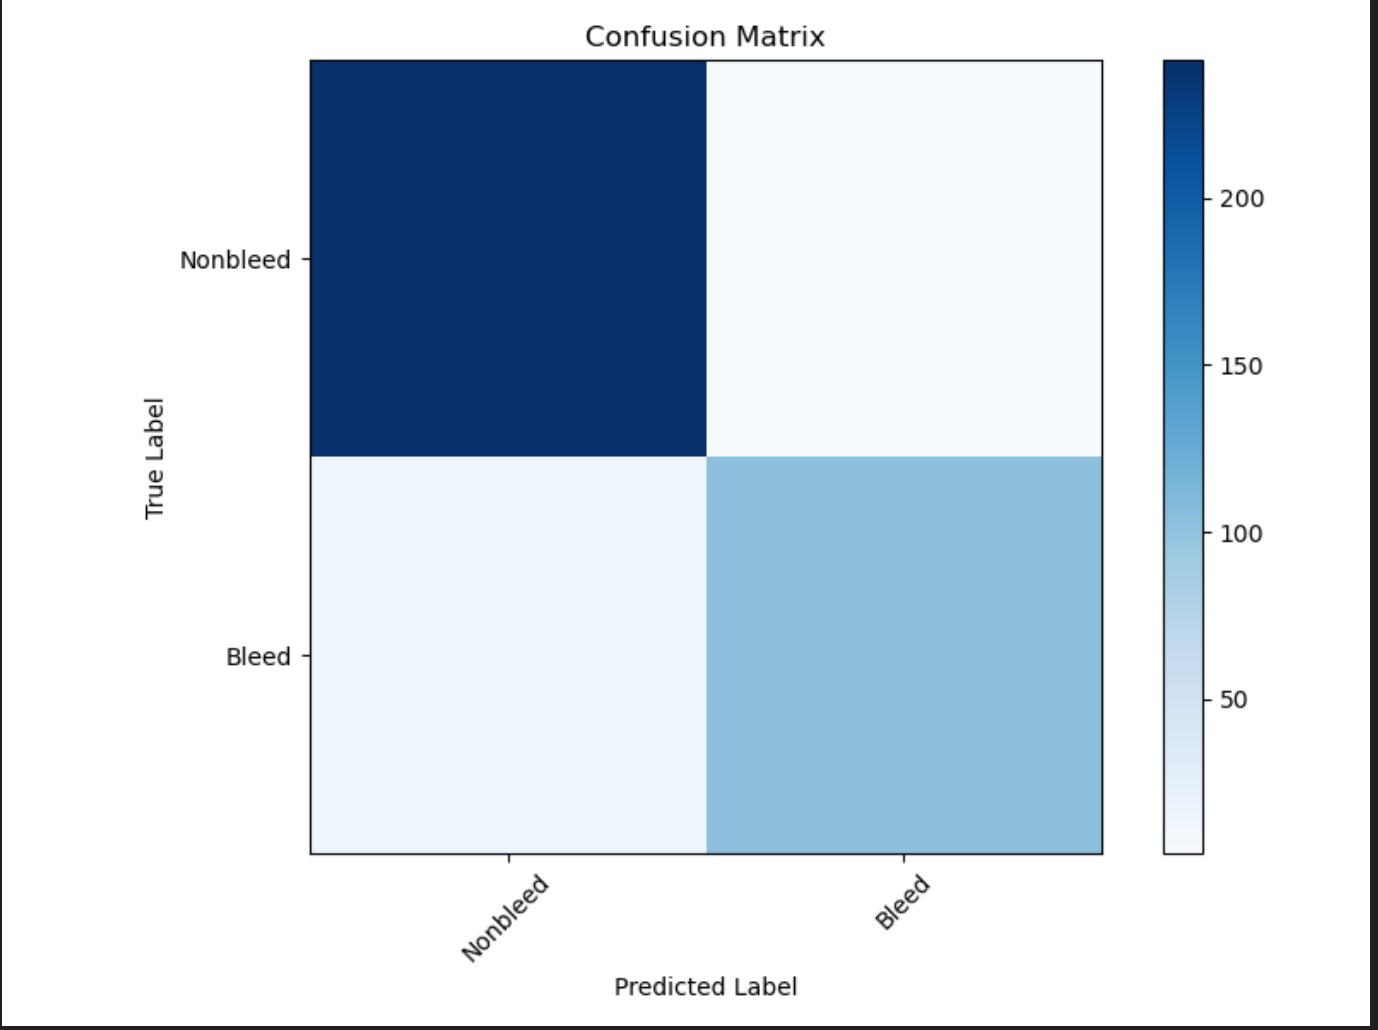 Confusion Matrix
True Label
Nonbleed
Bleed
Nonbleed
Bleed
Predicted Label
200
150
100
50